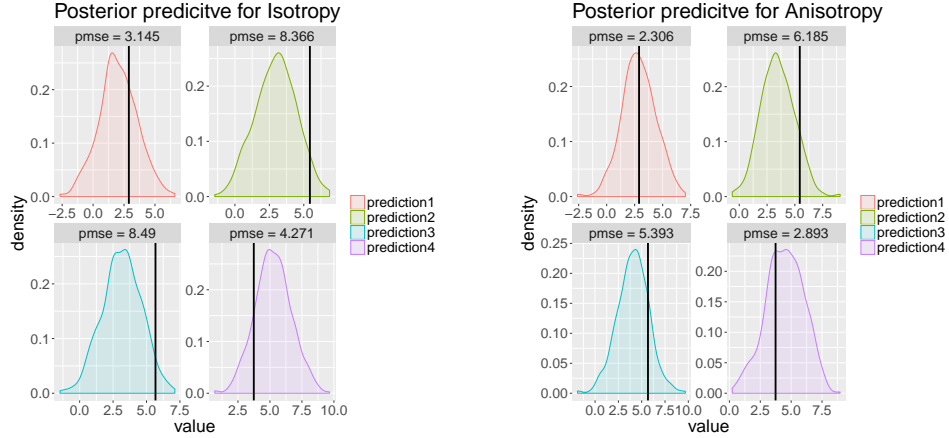 Posterior predicitve for Isotropy
pmse = 3.145
pmse = 8.366
0.2
0.1
0.0
−2.5 0.0 2.5 5.0
0.2
0.1
0.0
0.0 2.5 5.0
pmse = 8.49
pmse = 4.271
0.2
0.1
0.0
0.0 2.5 5.0 7.5
0.2
0.1
0.0
2.5 5.0 7.5 10.0
density
value
prediction1
prediction2
prediction3
prediction4
Posterior predicitve for Anisotropy
pmse = 2.306
pmse = 6.185
0.2
0.1
0.0
−2.5 0.0 2.5 5.0 7.5
0.2
0.1
0.0
0.0 2.5 5.0 7.5
pmse = 5.393
pmse = 2.893
0.25
0.20
0.15
0.10
0.05
0.00
0.0 2.5 5.0 7.5 10.0
0.20
0.15
0.10
0.05
0.00
0.0 2.5 5.0 7.5
density
value
prediction1
prediction2
prediction3
prediction4